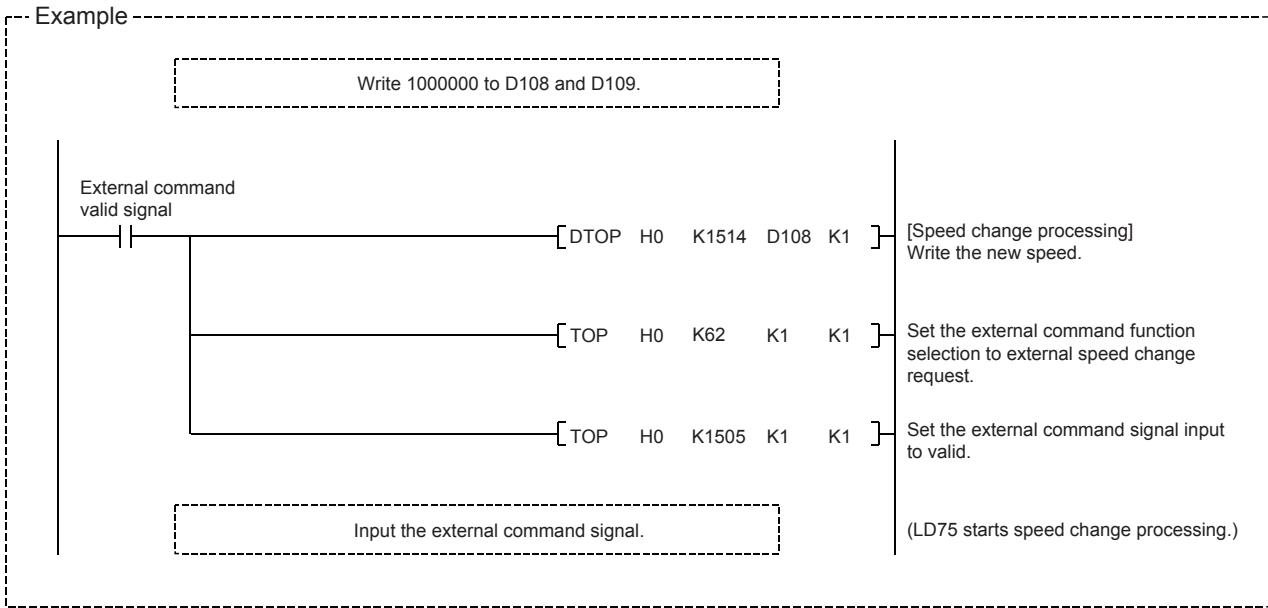 Example
Write 1000000 to D108 and D109.
External command
valid signal
DTOP H0 K1514 D108 K1
[Speed change processing]
Write the new speed.
TOP H0 K62 K1 K1
Set the external command function
selection to external speed change
request.
TOP H0 K1505 K1 K1
Set the external command signal input
to valid.
Input the external command signal.
(LD75 starts speed change processing.)